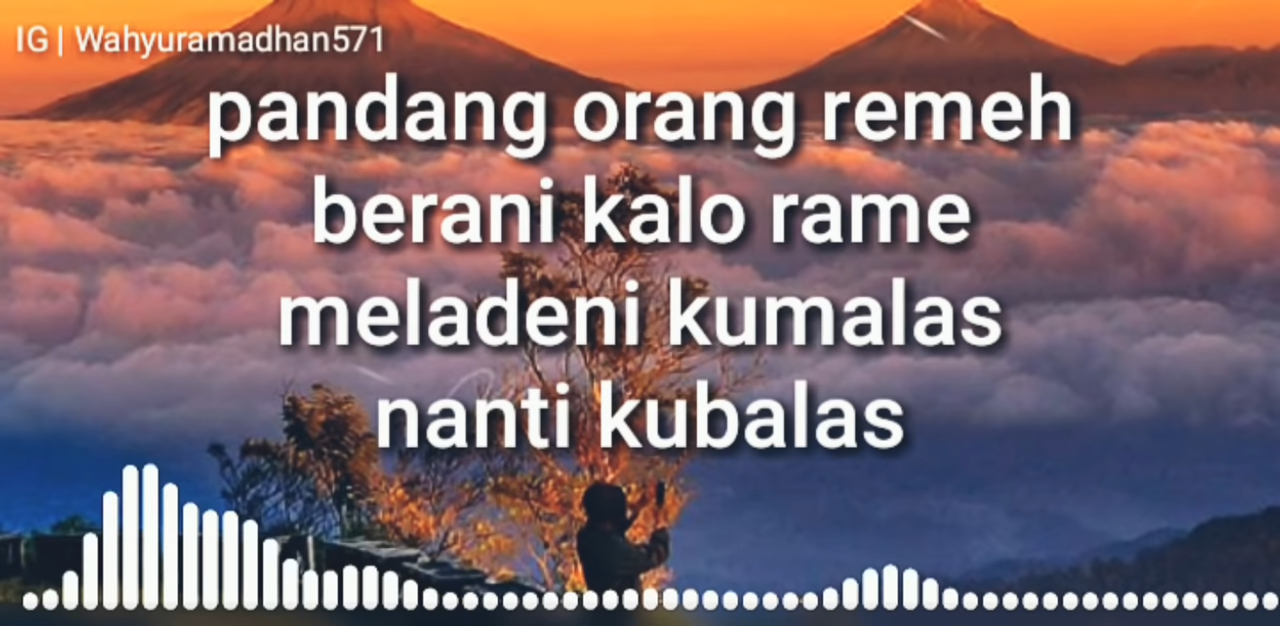 IG | Wahyuramadhan571
pandang orang remeh
berani kalo rame
meladeni kumalas
nanti kubalas